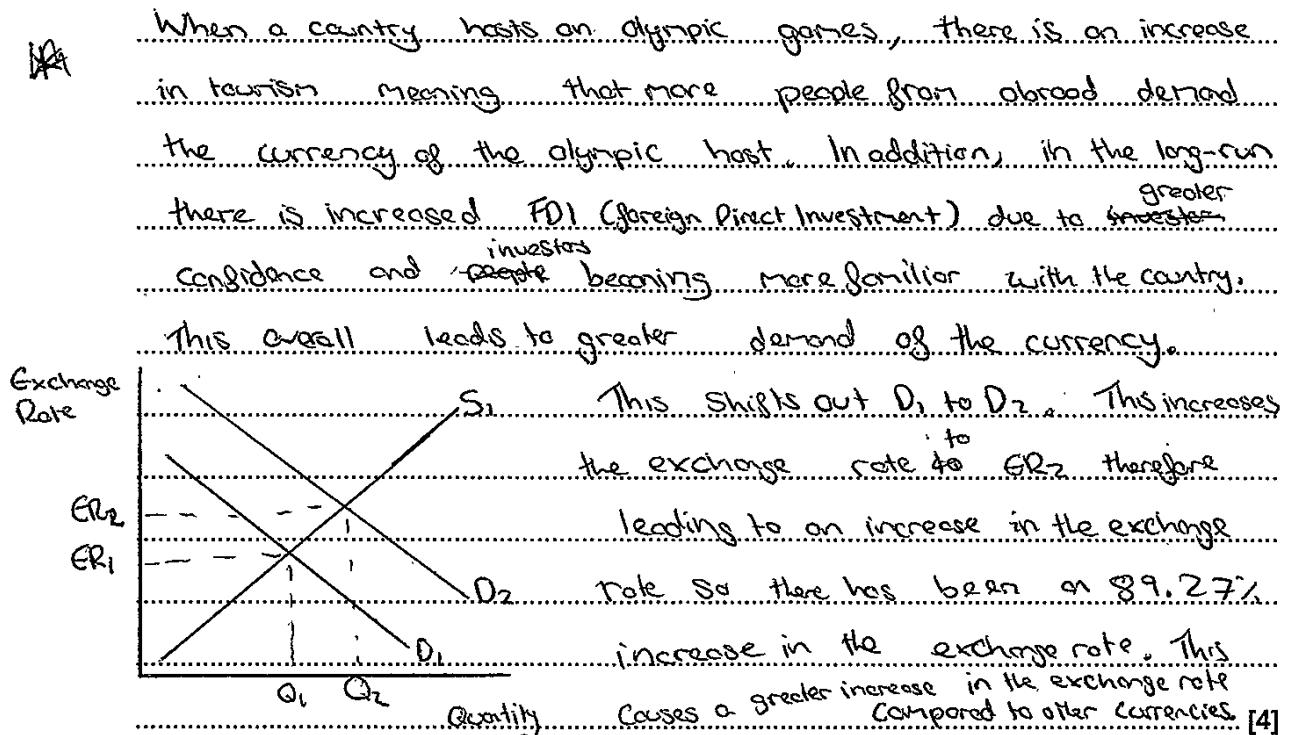 When a country hosts an olympic games, there is an increase
in tourism meaning that more people from abroad demand
the currency of the olympic host. In addition, in the long-run
there is increased FDI (foreign Direct Investment) due to greater
confidence and investors becoming more familiar with the country.
This overall leads to greater demand of the currency.
Exchange
Rate
S₁
This shifts out D₁ to D₂. This increases
the exchange rate to ER₂ therefore
ER₂
leading to an increase in the exchange
ER₁
D₂
rate so there has been an 89.27%
D₁
increase in the exchange rate. This
Q₁ Q₂
Quantity
causes a greater increase in the exchange rate
compared to other currencies. [4]